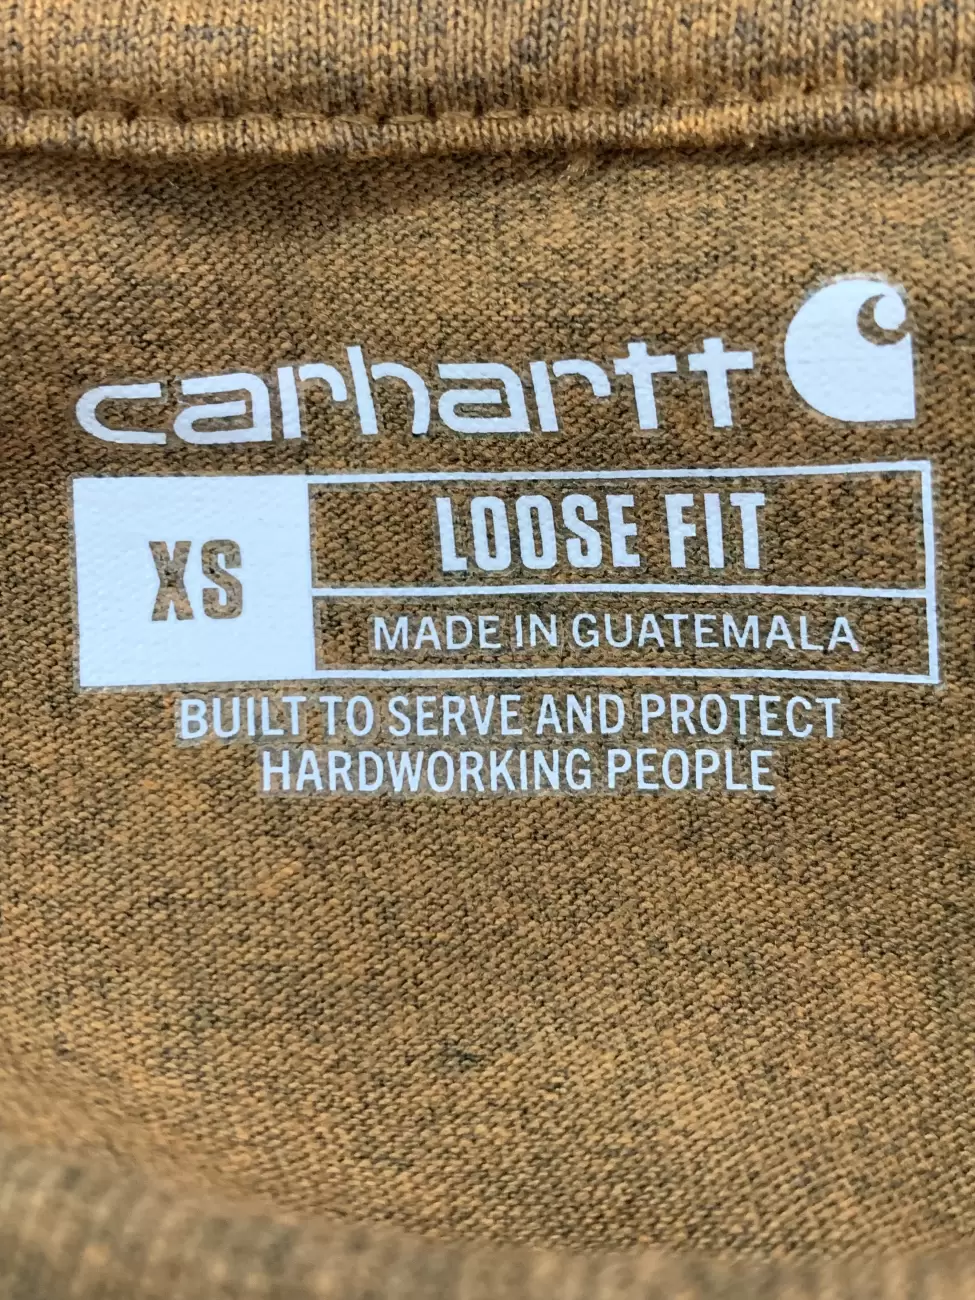 carhartt
XS
LOOSE FIT
MADE IN GUATEMALA
BUILT TO SERVE AND PROTECT
HARDWORKING PEOPLE